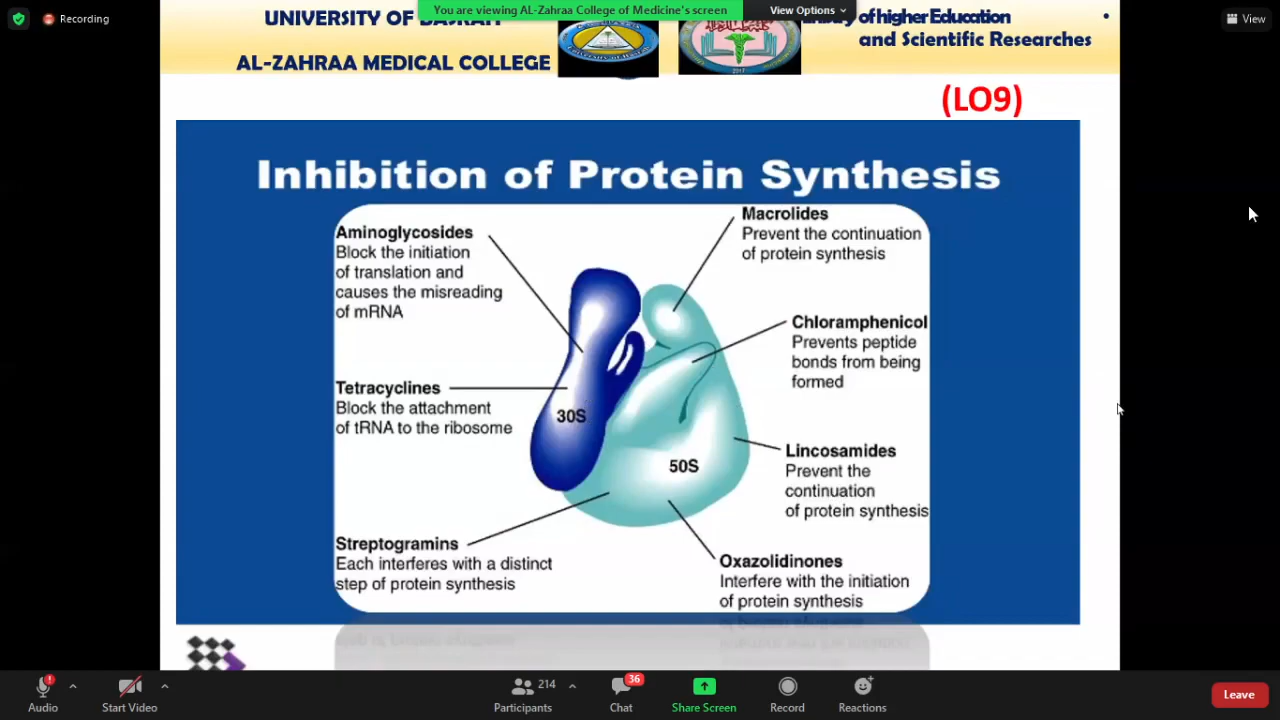 Recording
You are viewing AL-Zahraa College of Medicine's screen
View Options
View
UNIVERSITY OF BASRAH
of higher Education
AL-ZAHRAA MEDICAL COLLEGE
and Scientific Researches
2017
(LO9)
Inhibition of Protein Synthesis
Aminoglycosides
Block the initiation
of translation and
causes the misreading
of mRNA
Macrolides
Prevent the continuation
of protein synthesis
Chloramphenicol
Prevents peptide
bonds from being
formed
Tetracyclines
Block the attachment
of tRNA to the ribosome
30S
50S
Lincosamides
Prevent the
continuation
of protein synthesis
Streptogramins
Each interferes with a distinct
step of protein synthesis
Oxazolidinones
Interfere with the initiation
of protein synthesis
Audio
Start Video
214
Participants
36
Chat
Share Screen
Record
Reactions
Leave